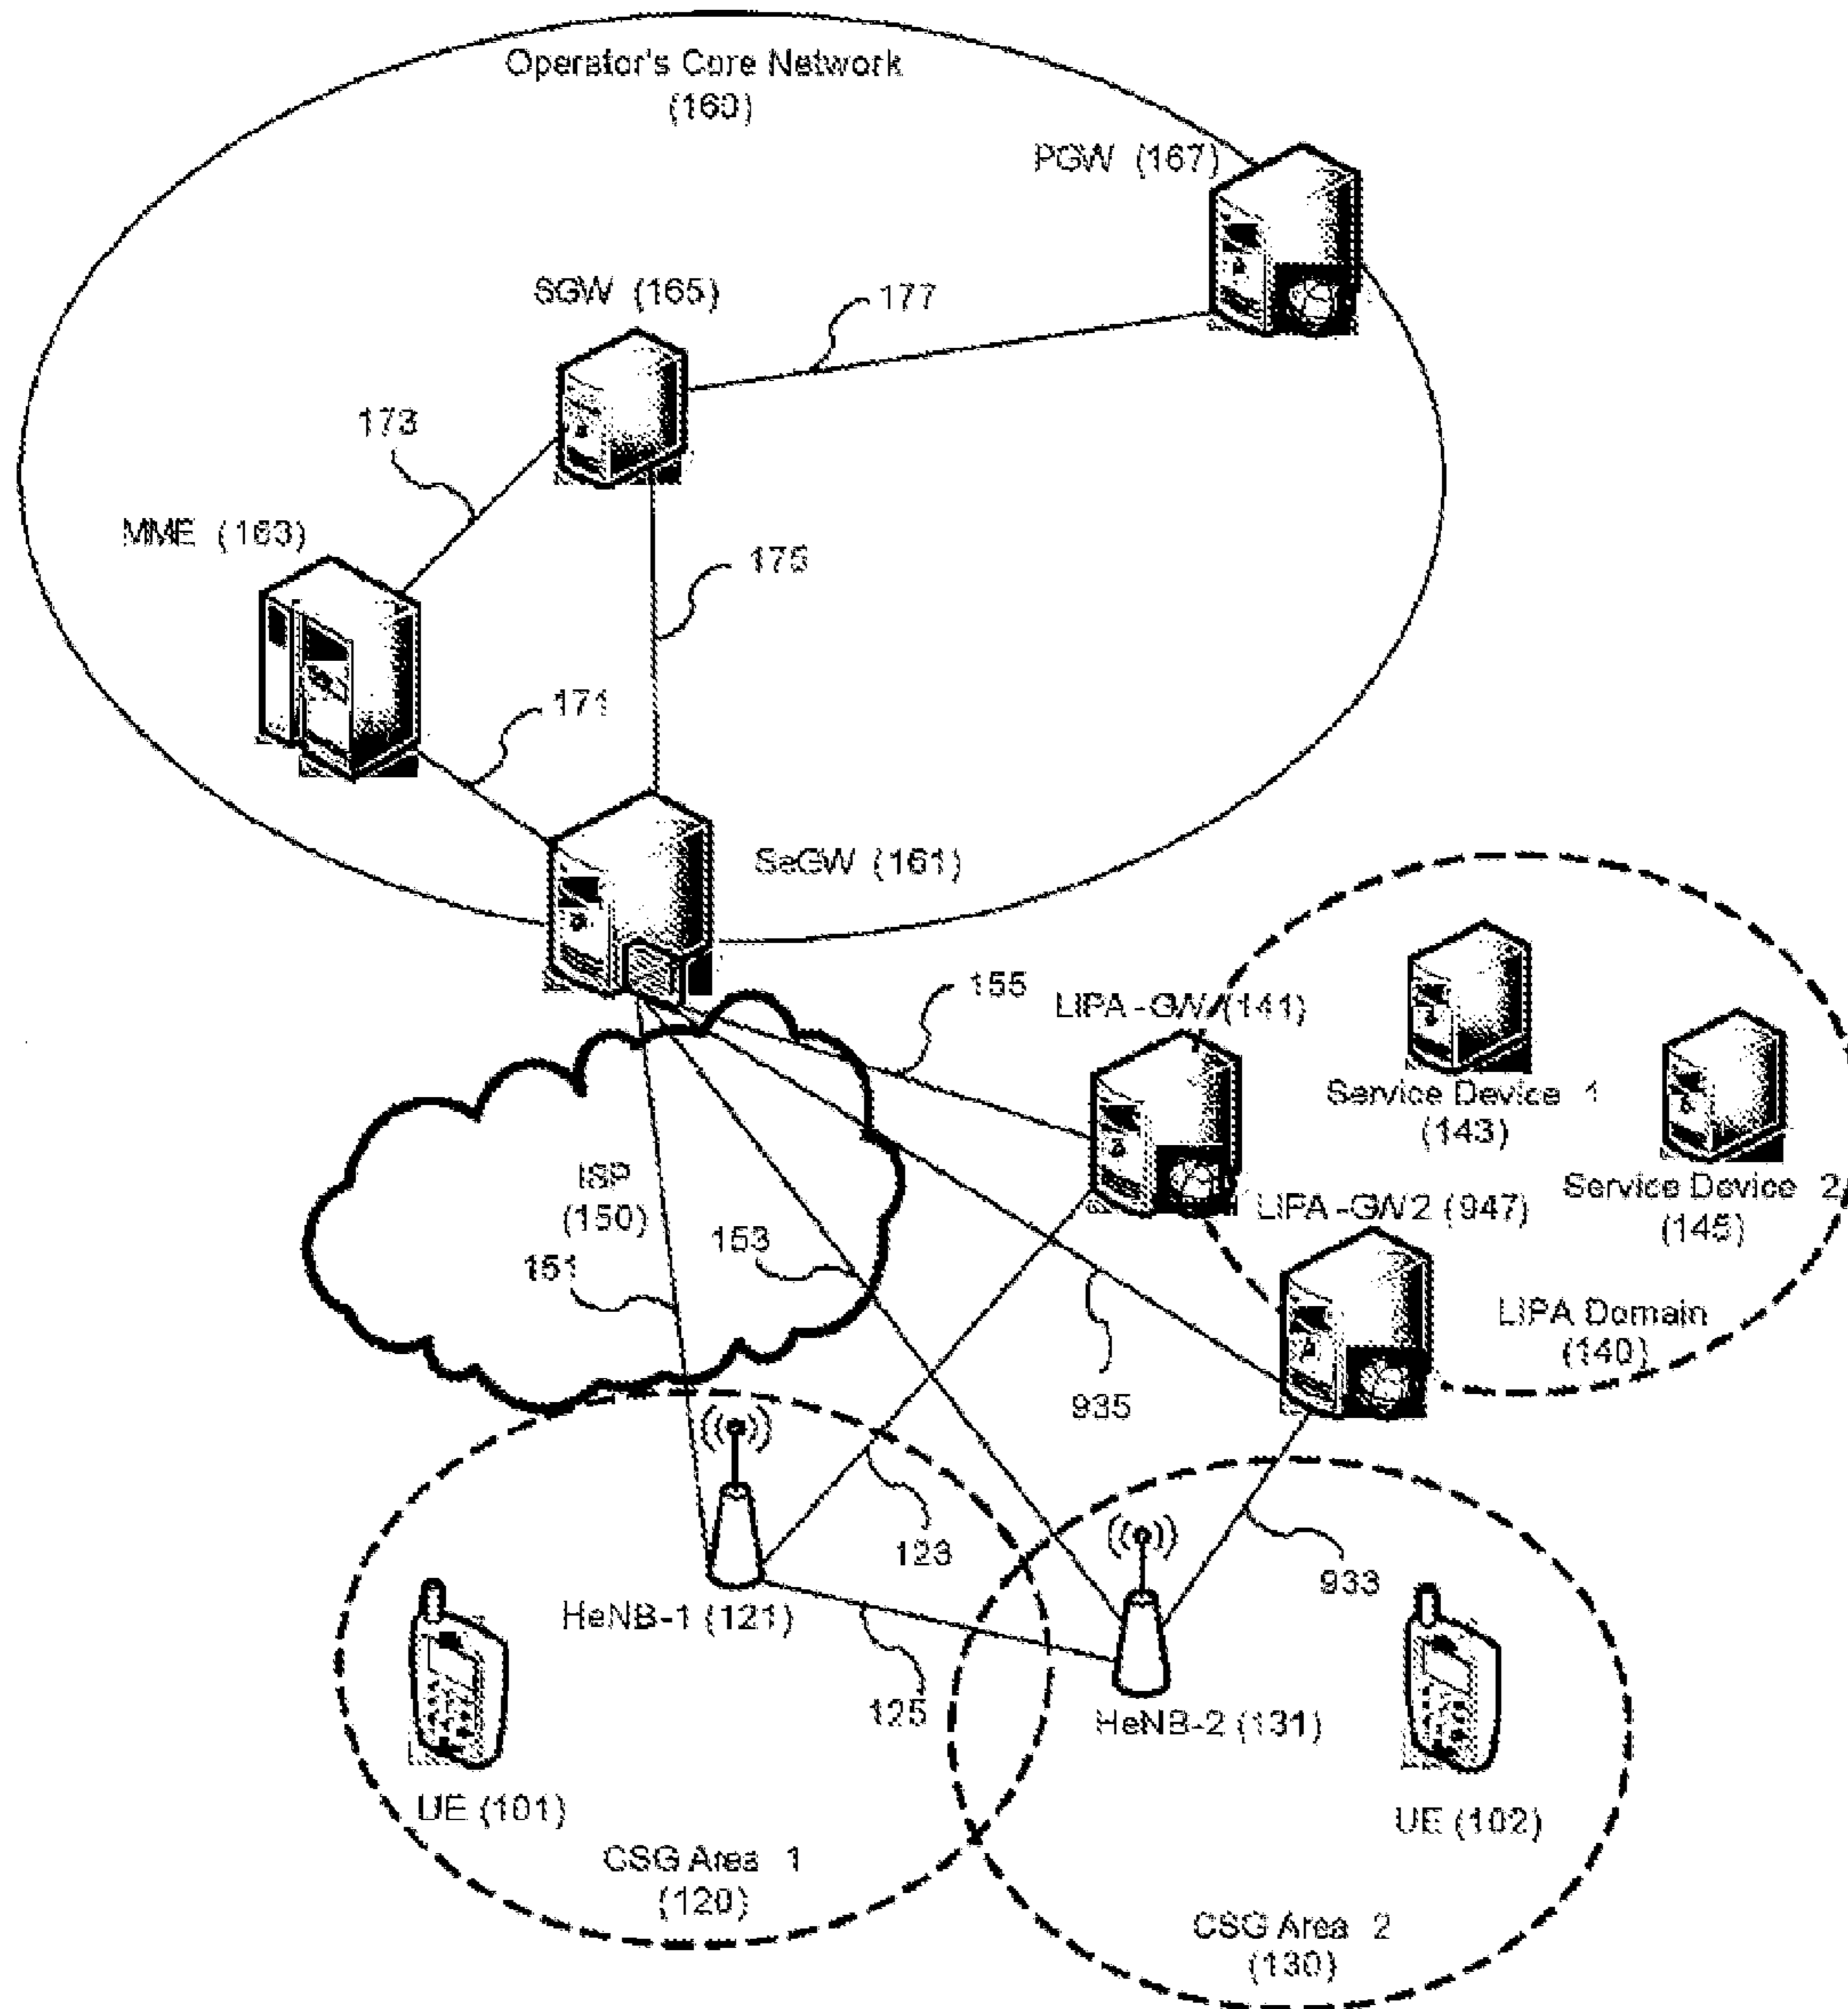 Operator's Core Network
(160)
PGW (167)
SGW (165)
177
173
MME (163)
175
171
SeGW (161)
155
LIPA-GW (141)
Service Device 1
(143)
ISP
(150)
153
LIPA-GW2 (947)
Service Device 2
(145)
151
LIPA Domain
(140)
935
123
933
HeNB-1 (121)
125
HeNB-2 (131)
UE (101)
UE (102)
CSG Area 1
(120)
CSG Area 2
(130)